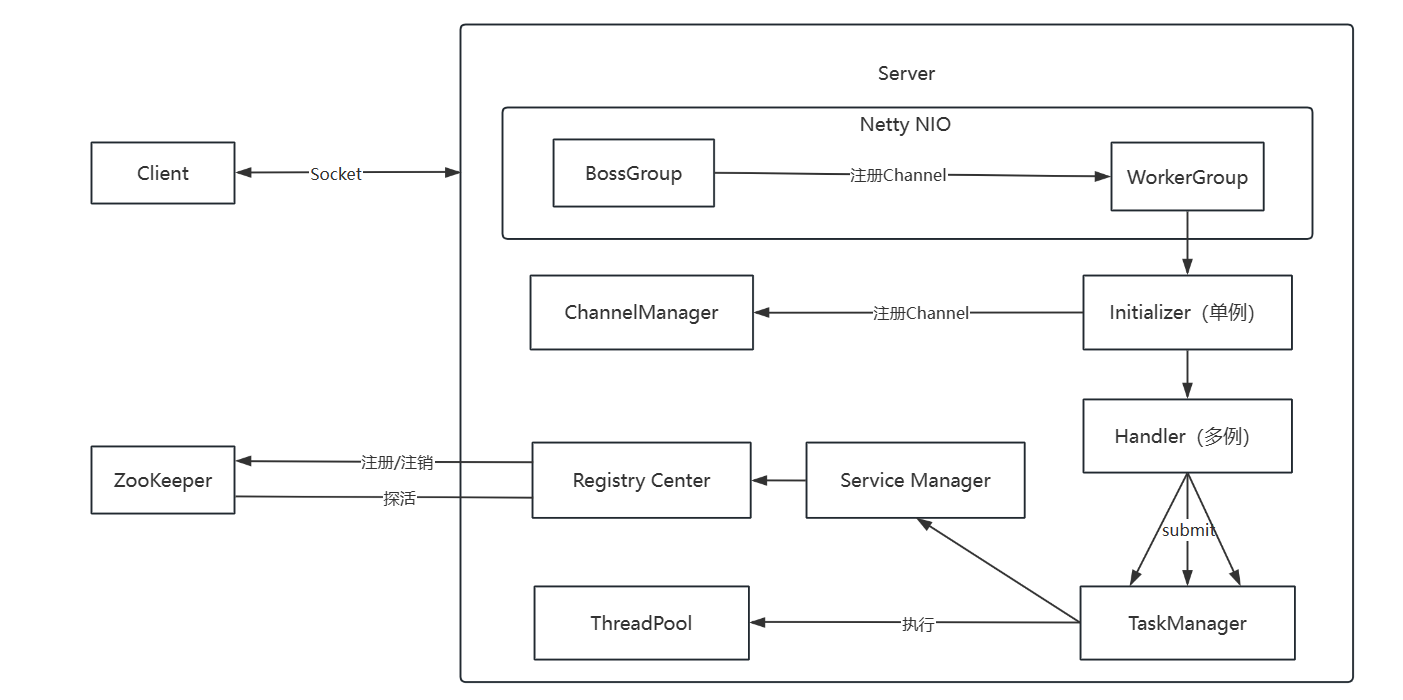 Server
Netty NIO
Client
Socket
BossGroup
注册Channel
WorkerGroup
ChannelManager
注册Channel
Initializer（单例）
Handler（多例）
ZooKeeper
注册/注销
探活
Registry Center
Service Manager
submit
ThreadPool
执行
TaskManager